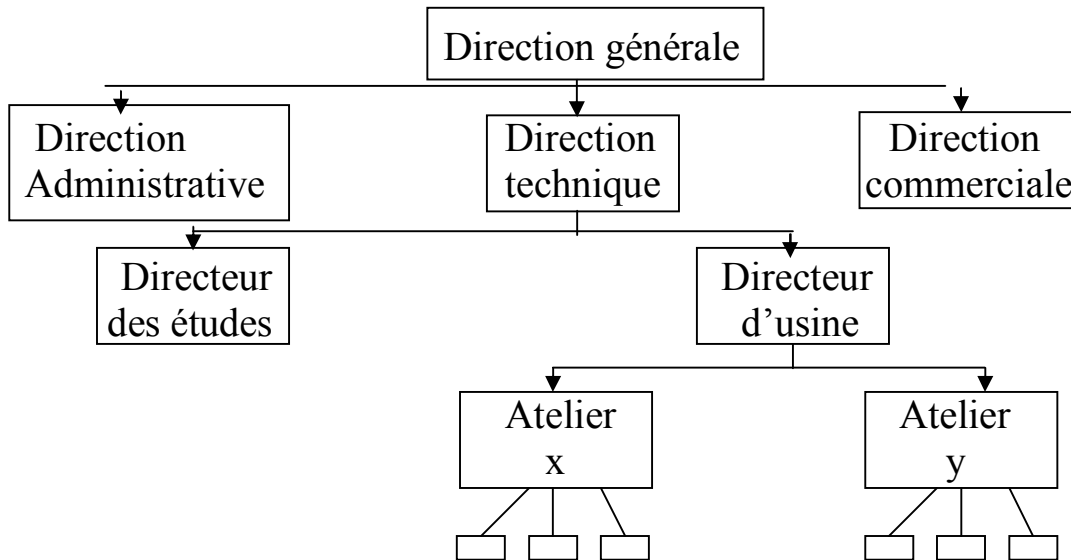 Direction générale
Direction
Administrative
Direction
technique
Direction
commerciale
Directeur
des études
Directeur
d’usine
Atelier
x
Atelier
y